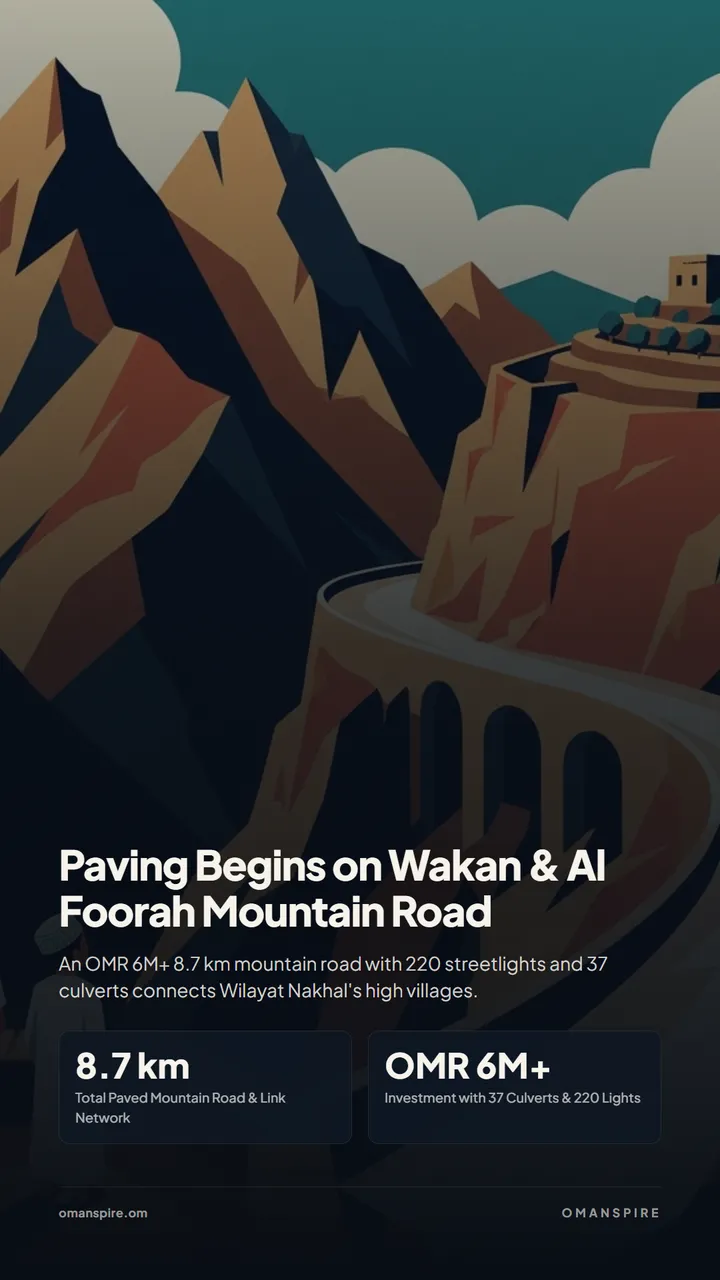 Paving Begins on Wakan & Al
Foorah Mountain Road
An OMR 6M+ 8.7 km mountain road with 220 streetlights and 37
culverts connects Wilayat Nakhal's high villages.
8.7 km
Total Paved Mountain Road & Link
Network
OMR 6M+
Investment with 37 Culverts & 220 Lights
omanspire.om
OMANSPIRE